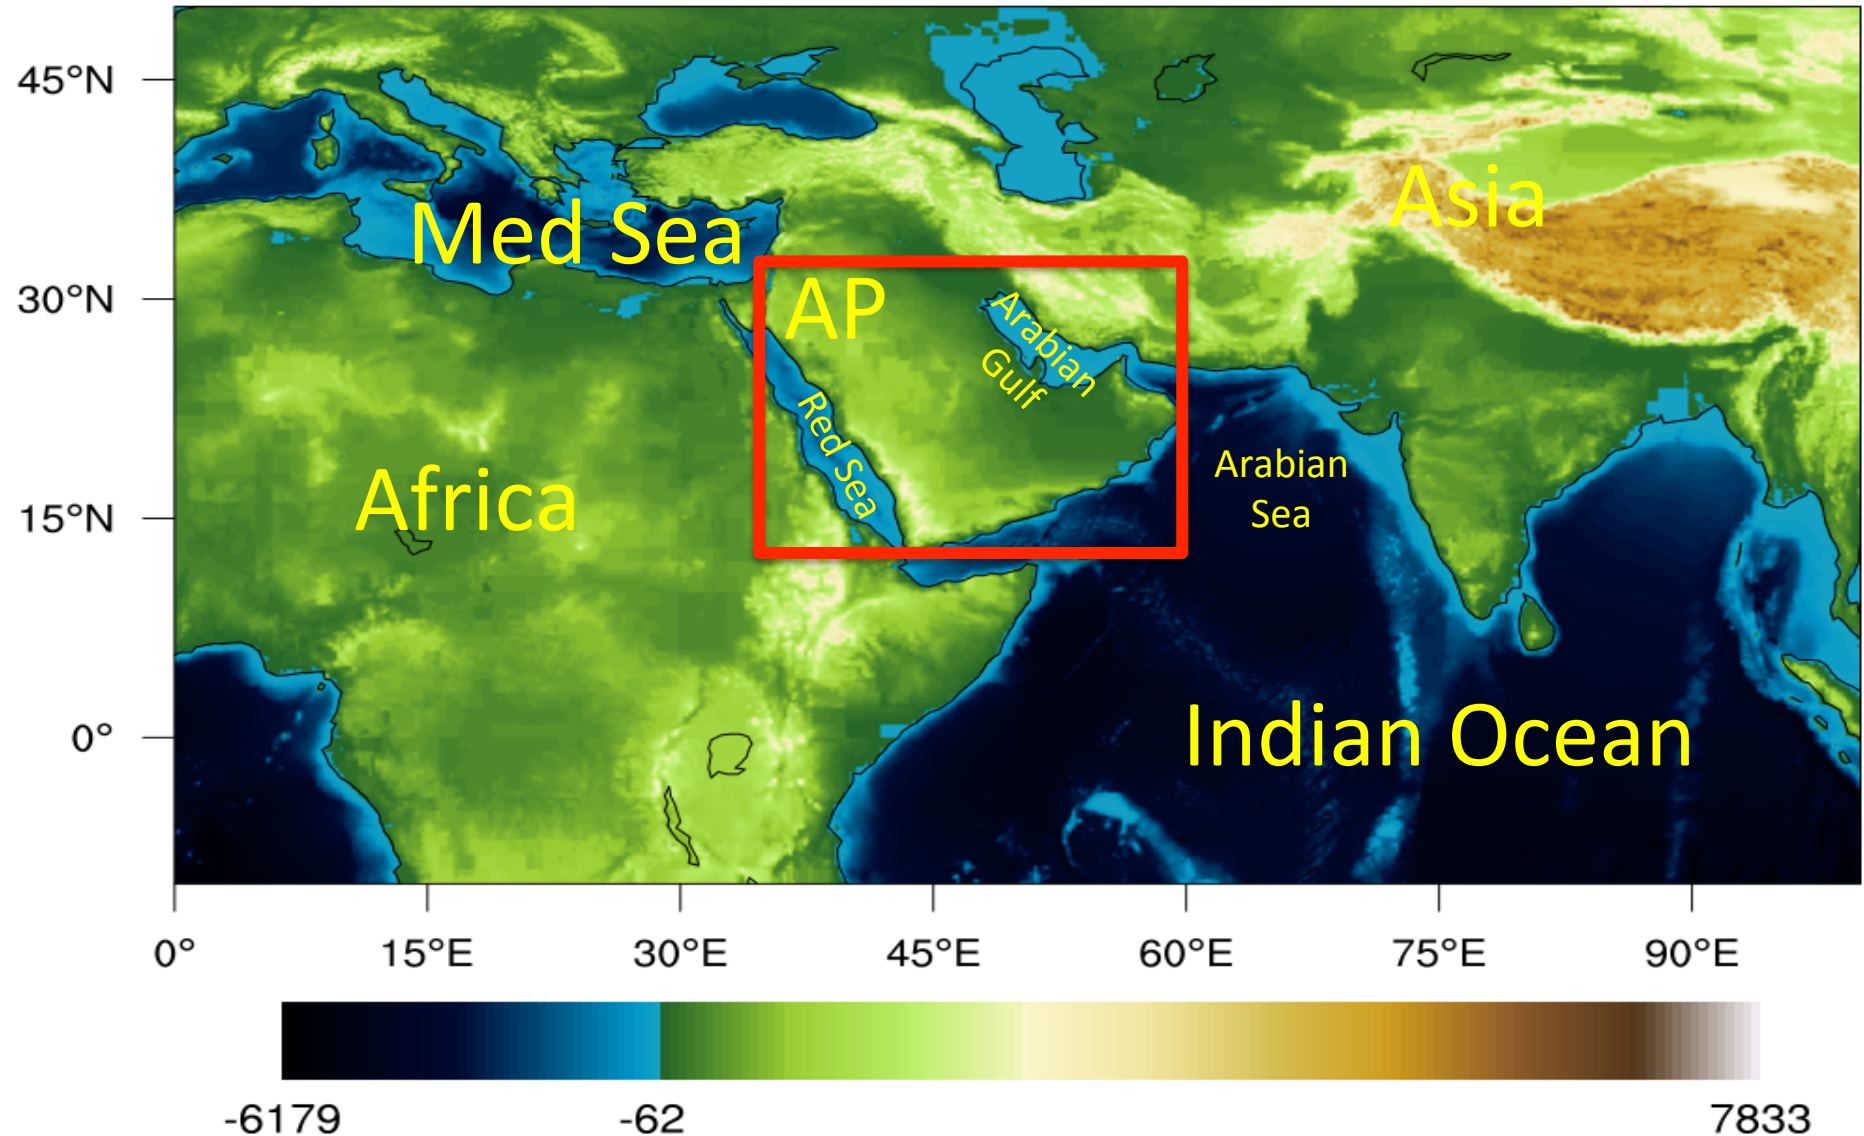 45°N
30°N
15°N
0°
Asia
Med Sea
AP
Arabian
Gulf
Red Sea
Arabian
Sea
Africa
Indian Ocean
0°
15°E
30°E
45°E
60°E
75°E
90°E
-6179
-62
7833